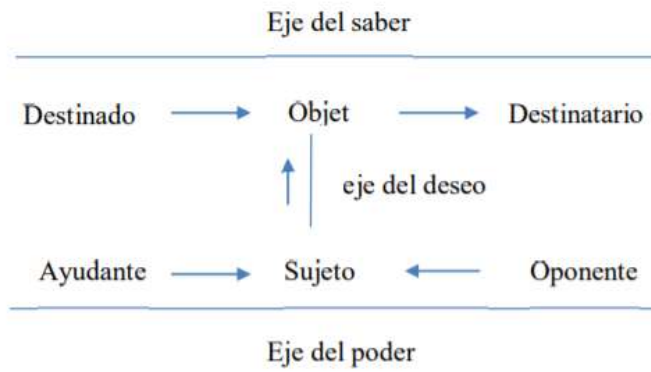 Eje del saber
Destinado Objet Destinatario
eje del deseo
Ayudante Sujeto Oponente
Eje del poder